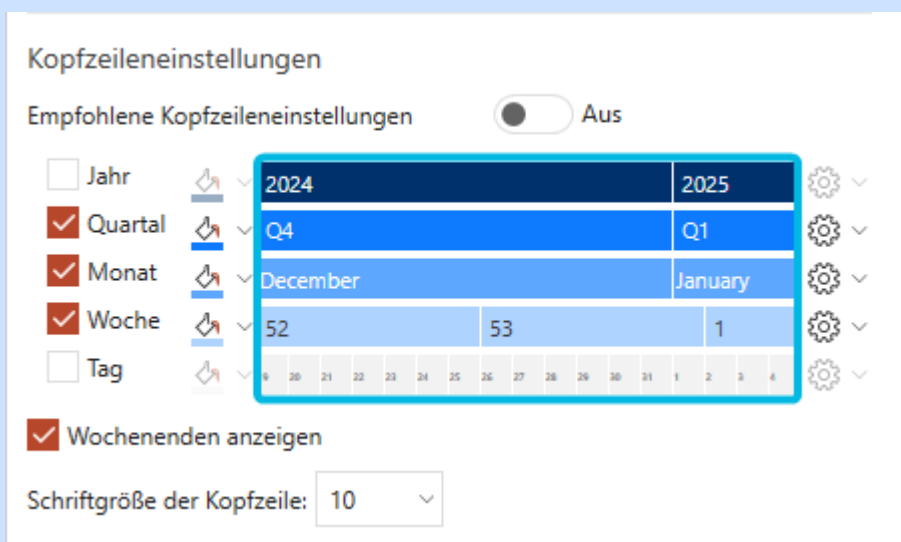 Kopfzeileneinstellungen
Empfohlene Kopfzeileneinstellungen Aus
Jahr 2024 2025
Quartal Q4 Q1
Monat December January
Woche 52 53 1
Tag 9 20 21 22 23 24 25 26 27 28 29 30 31 1 2 3 4
Wochenenden anzeigen
Schriftgröße der Kopfzeile: 10